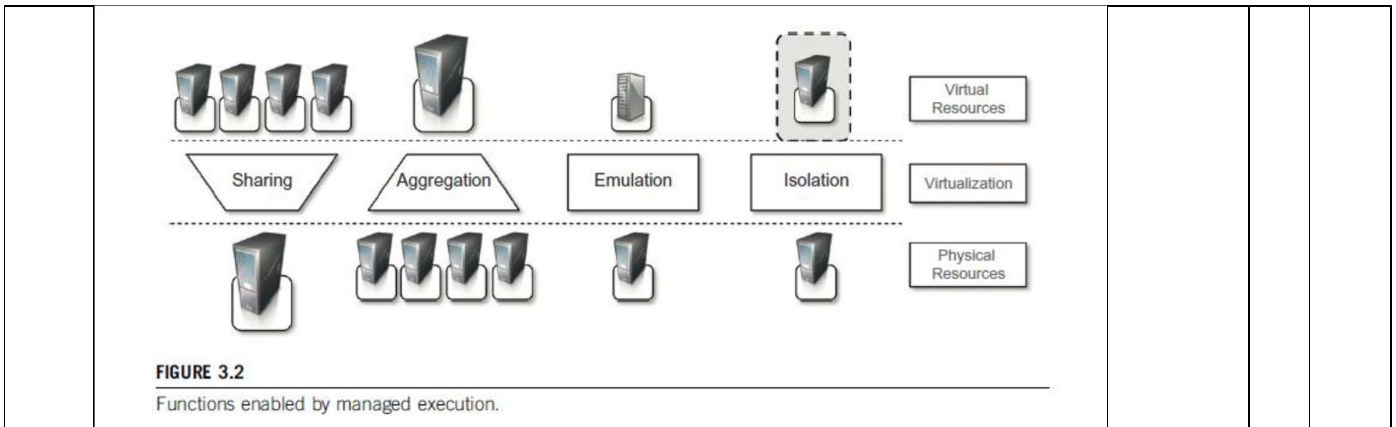 Virtual
Resources
Sharing
Aggregation
Emulation
Isolation
Virtualization
Physical
Resources
FIGURE 3.2
Functions enabled by managed execution.